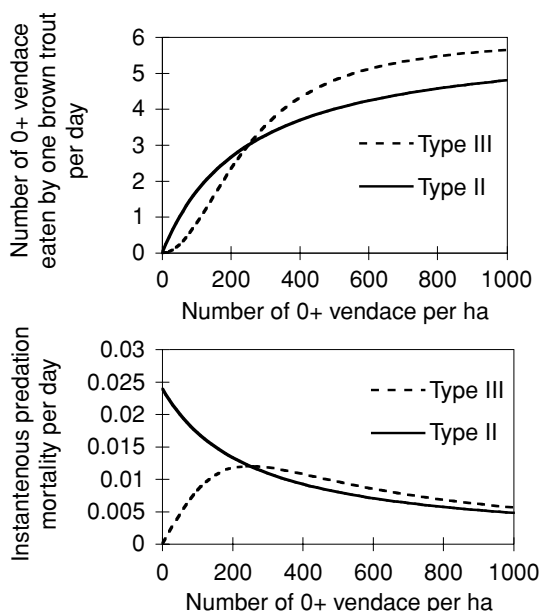 Number of 0+ vendace
eaten by one brown trout
per day
6
5
4
3
2
1
0
Type III
Type II
0 200 400 600 800 1000
Number of 0+ vendace per ha
Instantenous predation
mortality per day
0.03
0.025
0.02
0.015
0.01
0.005
0
Type III
Type II
0 200 400 600 800 1000
Number of 0+ vendace per ha